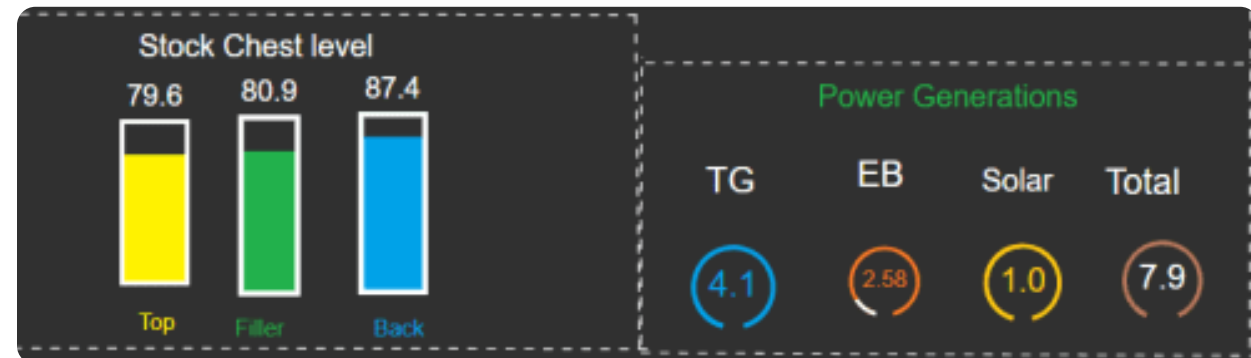 Stock Chest level
79.6 80.9 87.4
Top Filler Back
Power Generations
TG EB Solar Total
4.1 2.58 1.0 7.9